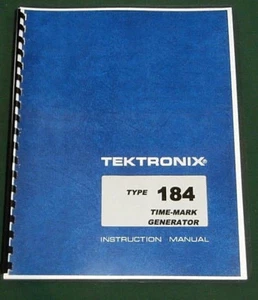 TEKTRONIX®
TYPE 184
TIME-MARK
GENERATOR
INSTRUCTION MANUAL